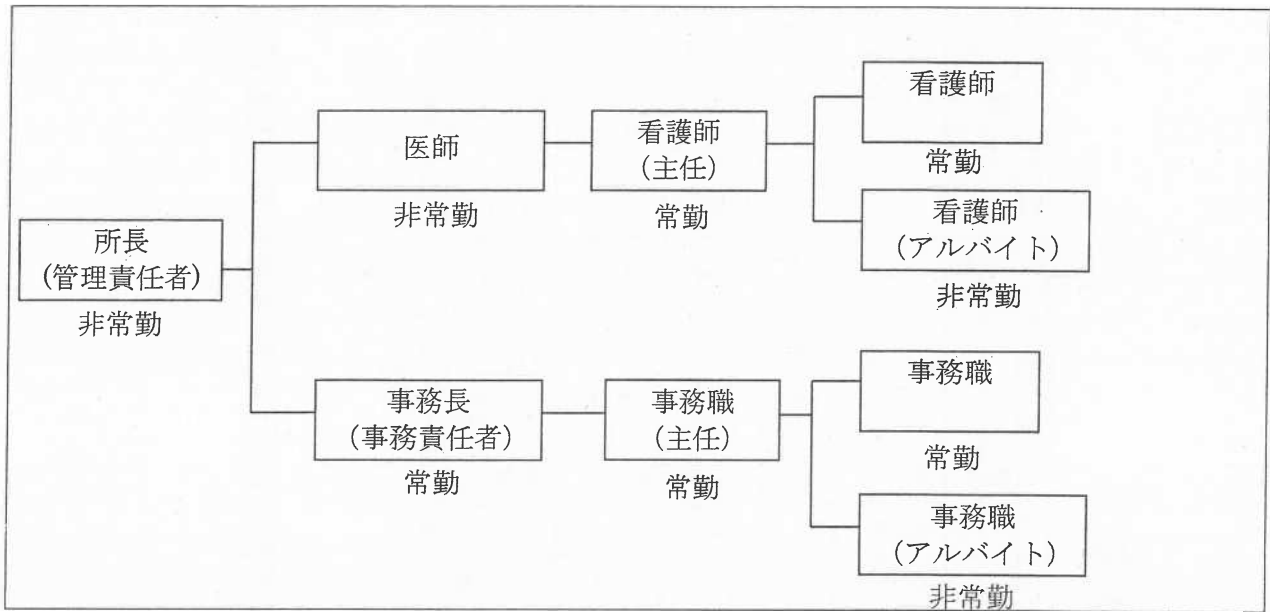 所長
(管理責任者)
非常勤
医師
非常勤
看護師
(主任)
常勤
看護師
常勤
看護師
(アルバイト)
非常勤
事務長
(事務責任者)
常勤
事務職
(主任)
常勤
事務職
常勤
事務職
(アルバイト)
非常勤